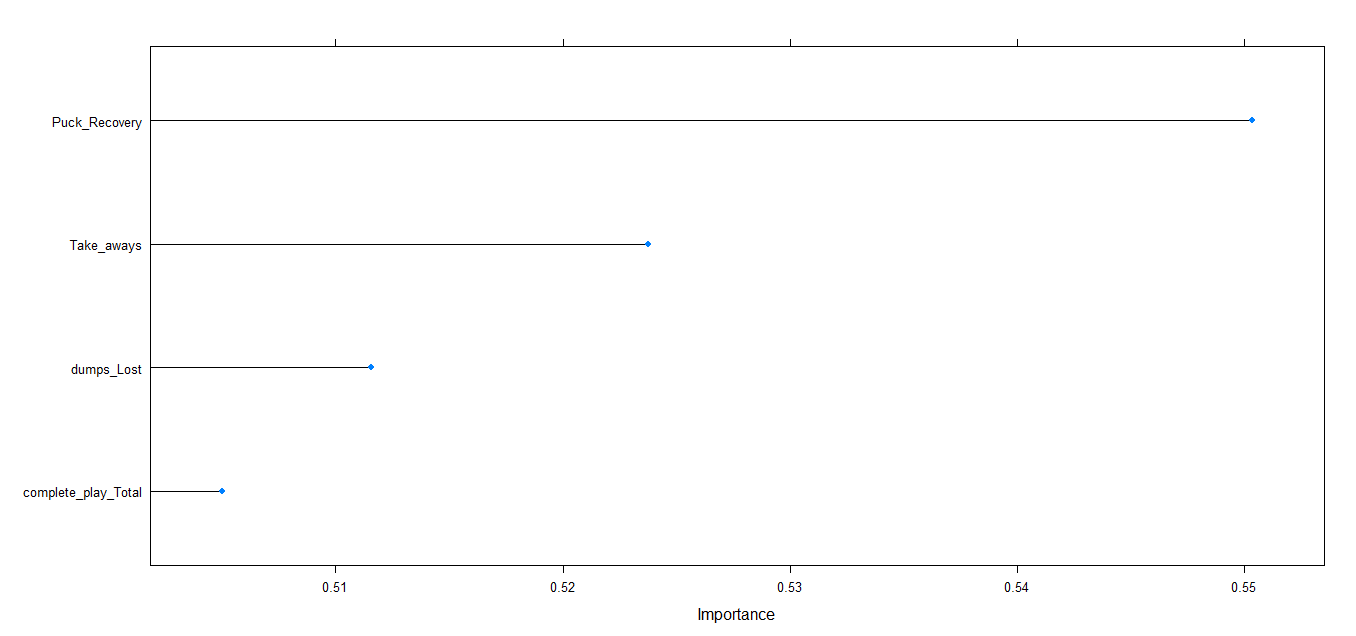 Puck_Recovery
Take_aways
dumps_Lost
complete_play_Total
0.51 0.52 0.53 0.54 0.55
Importance